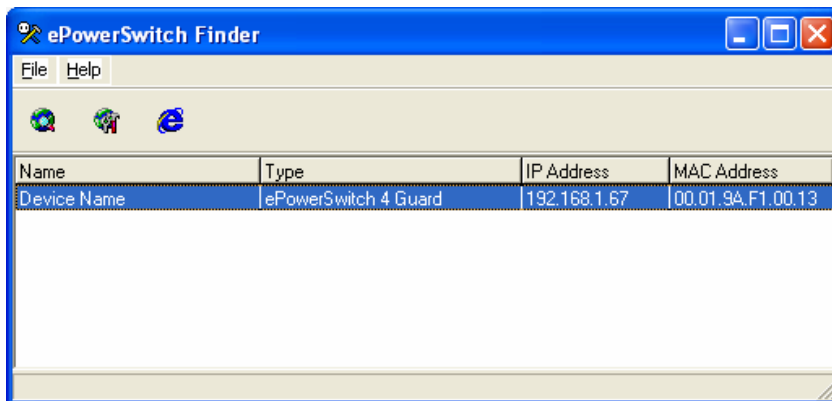 ePowerSwitch Finder
File Help
Name Type IP Address MAC Address
Device Name ePowerSwitch 4 Guard 192.168.1.67 00.01.9A.F1.00.13